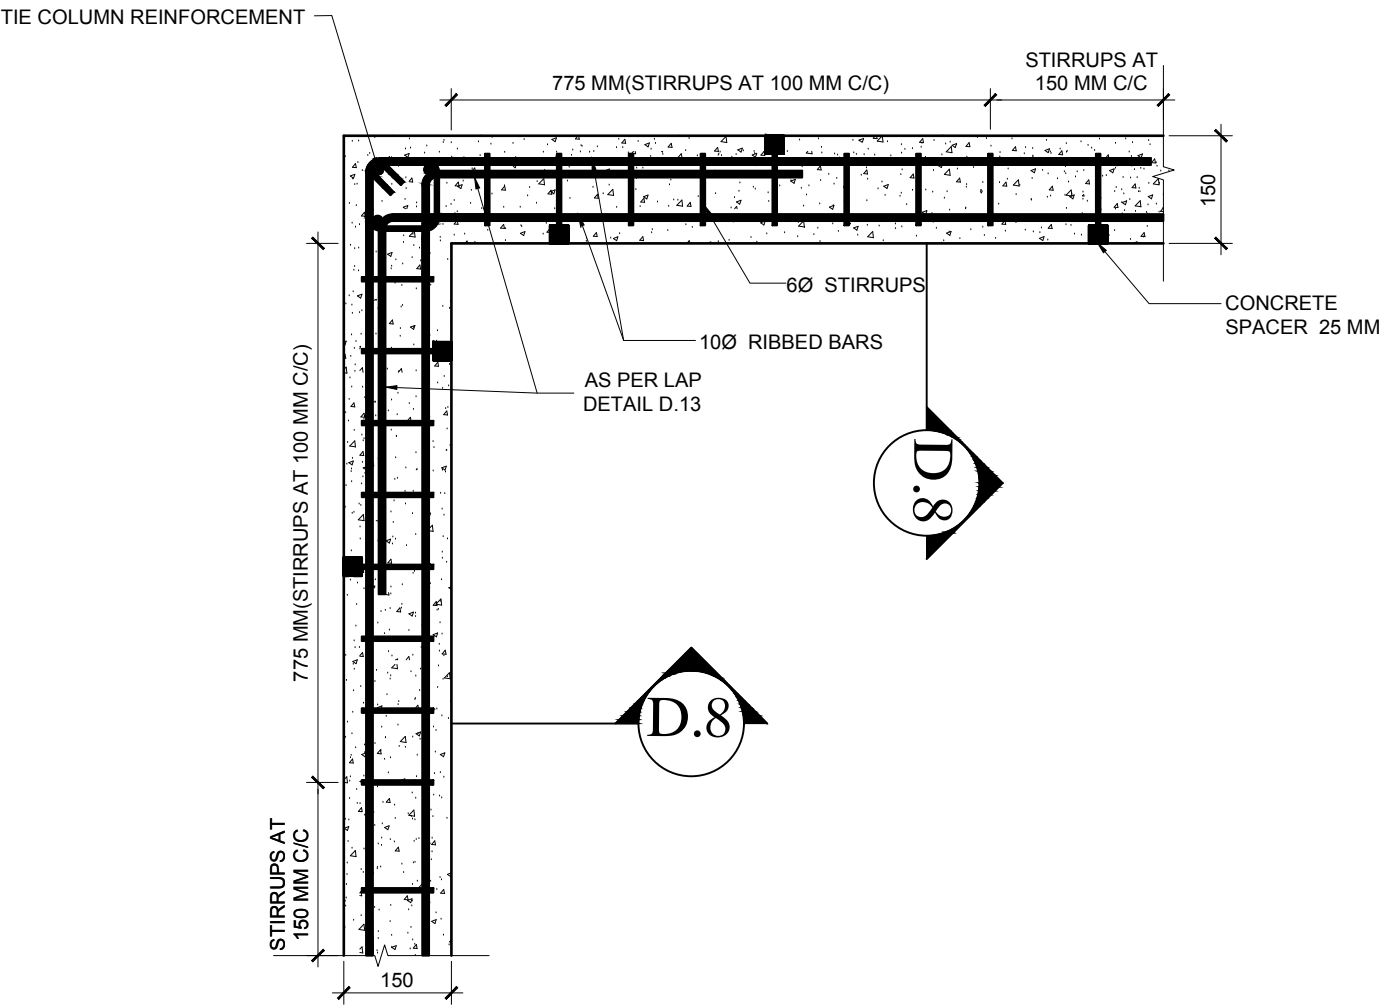 TIE COLUMN REINFORCEMENT
775 MM(STIRRUPS AT 100 MM C/C)
STIRRUPS AT
150 MM C/C
150
6Ø STIRRUPS
10Ø RIBBED BARS
CONCRETE
SPACER 25 MM
AS PER LAP
DETAIL D.13
775 MM(STIRRUPS AT 100 MM C/C)
D.8
D.8
STIRRUPS AT
150 MM C/C
150